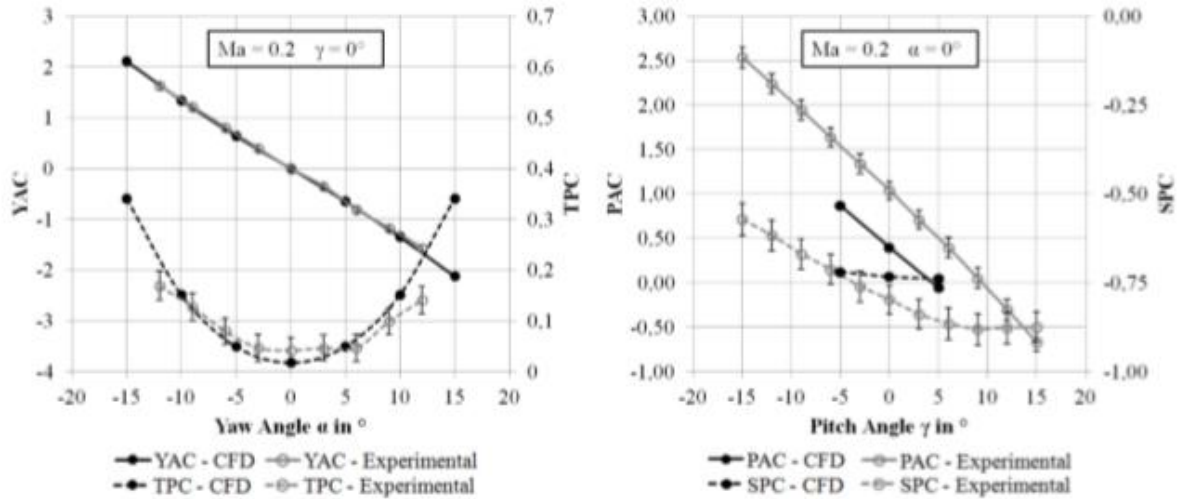 3
2
1
0
-1
-2
-3
-4
YAC
Ma = 0.2 γ = 0°
0,7
0,6
0,5
0,4
0,3
0,2
0,1
0
TPC
-20 -15 -10 -5 0 5 10 15 20
Yaw Angle α in °
YAC - CFD YAC - Experimental
TPC - CFD TPC - Experimental
3,00
2,50
2,00
1,50
1,00
0,50
0,00
-0,50
-1,00
PAC
Ma = 0.2 α = 0°
0,00
-0,25
-0,50
-0,75
-1,00
SPC
-20 -15 -10 -5 0 5 10 15 20
Pitch Angle γ in °
PAC - CFD PAC - Experimental
SPC - CFD SPC - Experimental